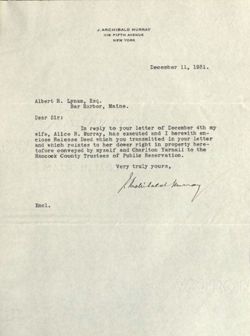 J. ARCHIBALD MURRAY
FIFTH AVENUE
NEW YORK
December 11, 1931.
Albert R. Lynam, Esq.
Bar Harbor, Maine.
Dear Sir:
In reply to your letter of December 4th my
wife, Alice R. Murray, has executed and I herewith en-
close Release Deed which you transmitted in your letter
and which relates to her dower right in property here-
tofore conveyed by myself and Charlton Yarnall to the
Hancock County Trustees of Public Reservation.
Very truly yours,
J Archibald Murray
Encl.